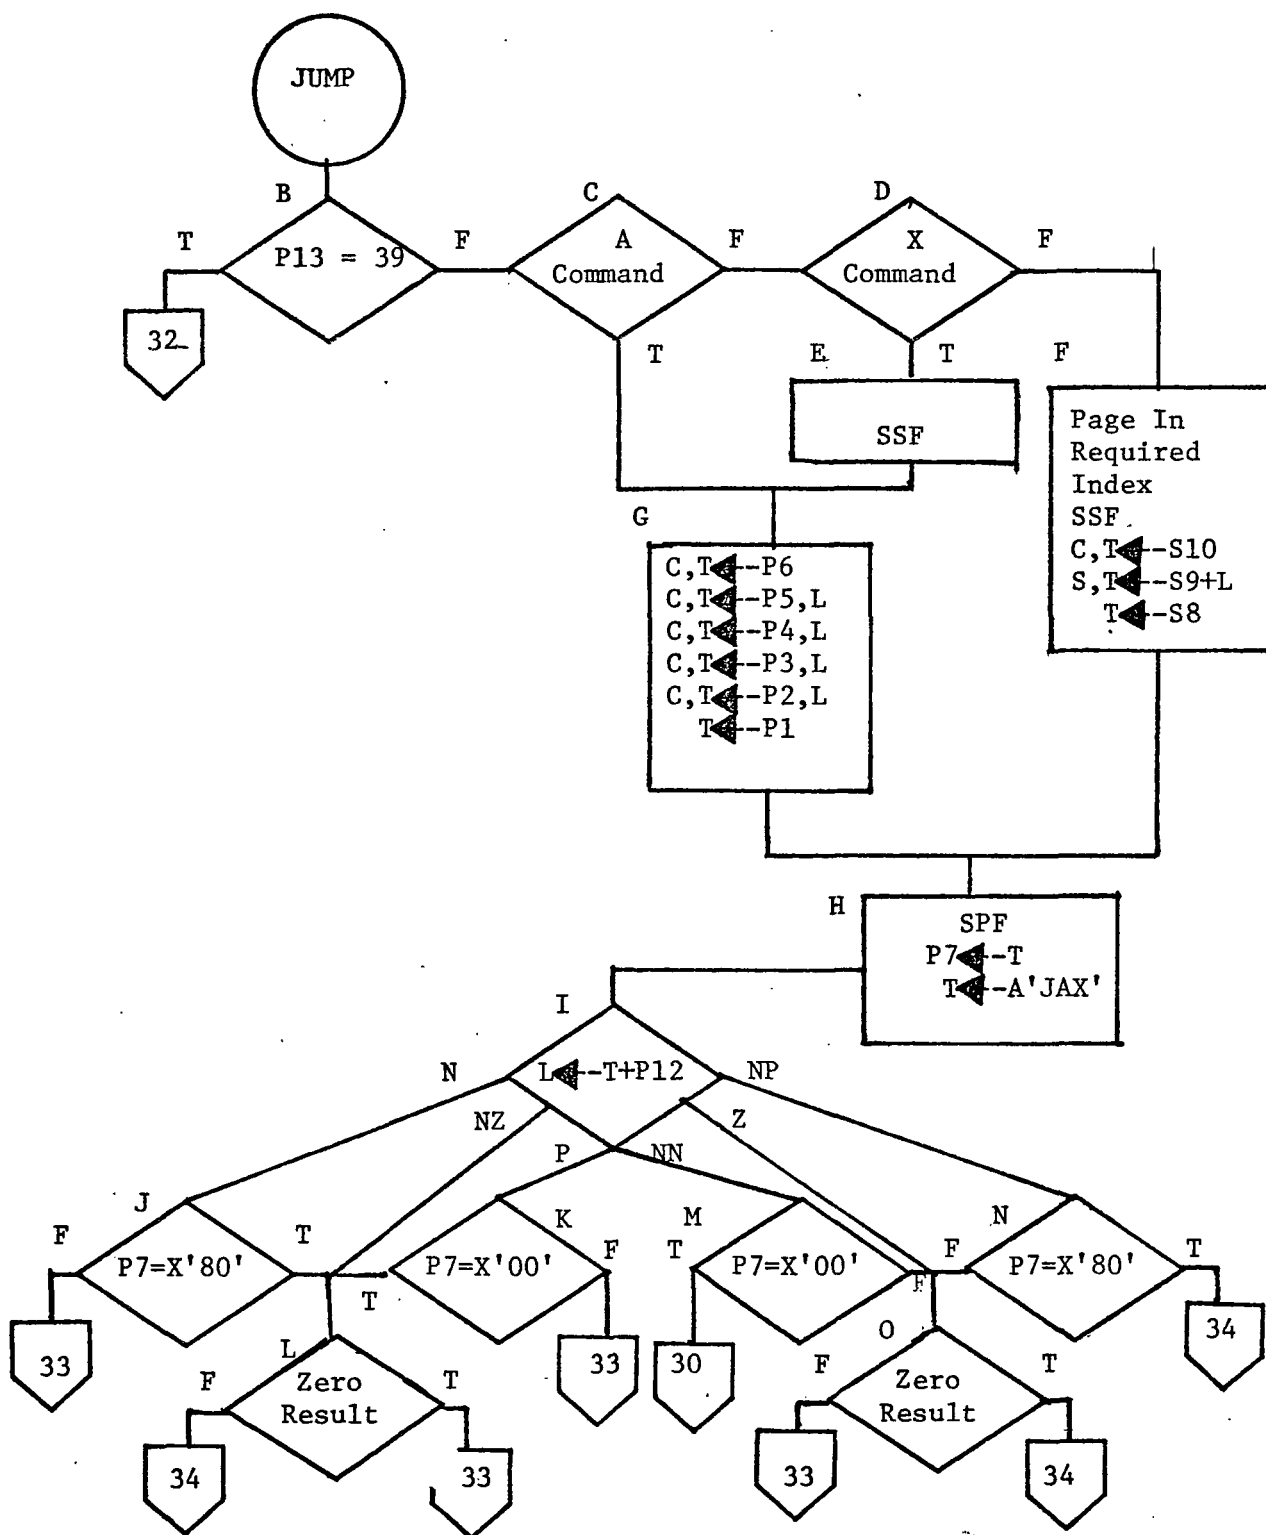 JUMP
B
P13 = 39
T
F
32
C
A
Command
F
T
D
X
Command
F
T
E
SSF
F
Page In
Required
Index
SSF
C,T◄--S10
S,T◄--S9+L
T◄--S8
G
C,T◄--P6
C,T◄--P5,L
C,T◄--P4,L
C,T◄--P3,L
C,T◄--P2,L
T◄--P1
H
SPF
P7◄--T
T◄--A'JAX'
I
L◄--T+P12
N
NZ
P
NN
Z
NP
J
F
P7=X'80'
T
33
K
T
P7=X'00'
F
33
M
T
P7=X'00'
F
30
N
F
P7=X'80'
T
34
L
F
Zero
Result
T
34
33
O
F
Zero
Result
T
33
34